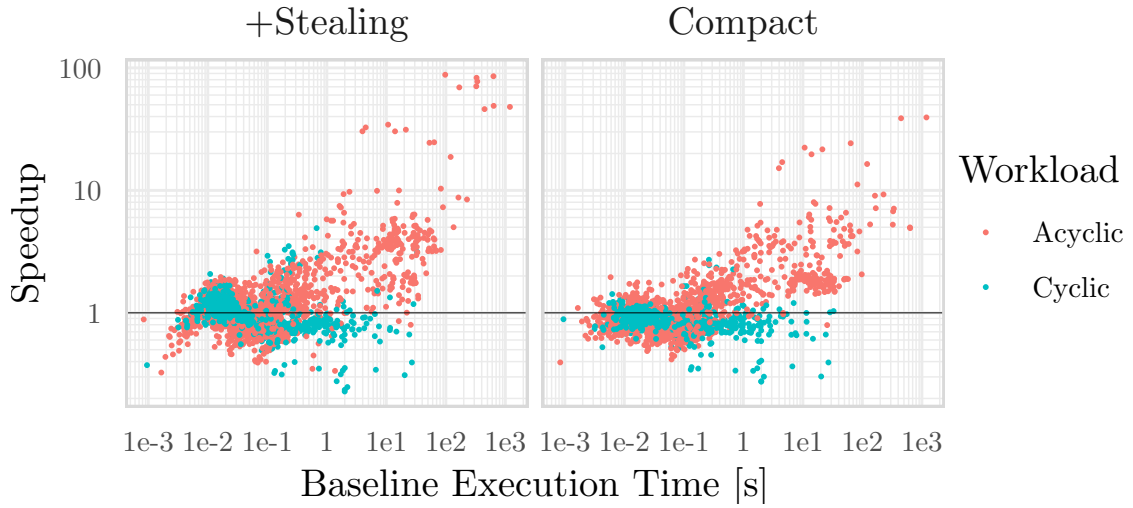 +Stealing Compact
100
10
1
Speedup
1e-3 1e-2 1e-1 1 1e1 1e2 1e3 1e-3 1e-2 1e-1 1 1e1 1e2 1e3
Baseline Execution Time [s]
Workload
Acyclic
Cyclic